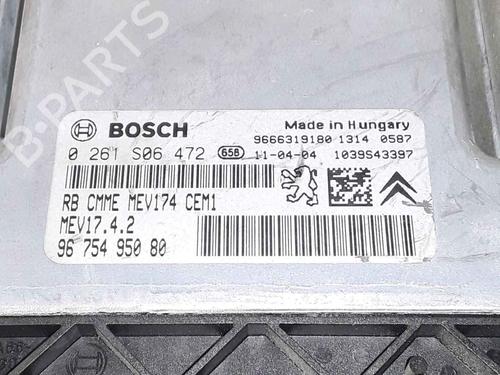 B-PARTS
BOSCH
Made in Hungary
9666319180 1314 0587
0 261 S06 472 65B 11-04-04 1039S43397
RB CMME MEV174 CEM1
MEV17.4.2
96 754 950 80